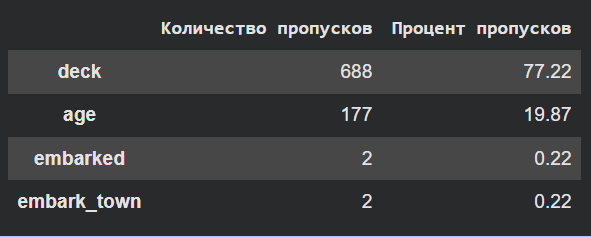 Количество пропусков Процент пропусков
deck 688 77.22
age 177 19.87
embarked 2 0.22
embark_town 2 0.22